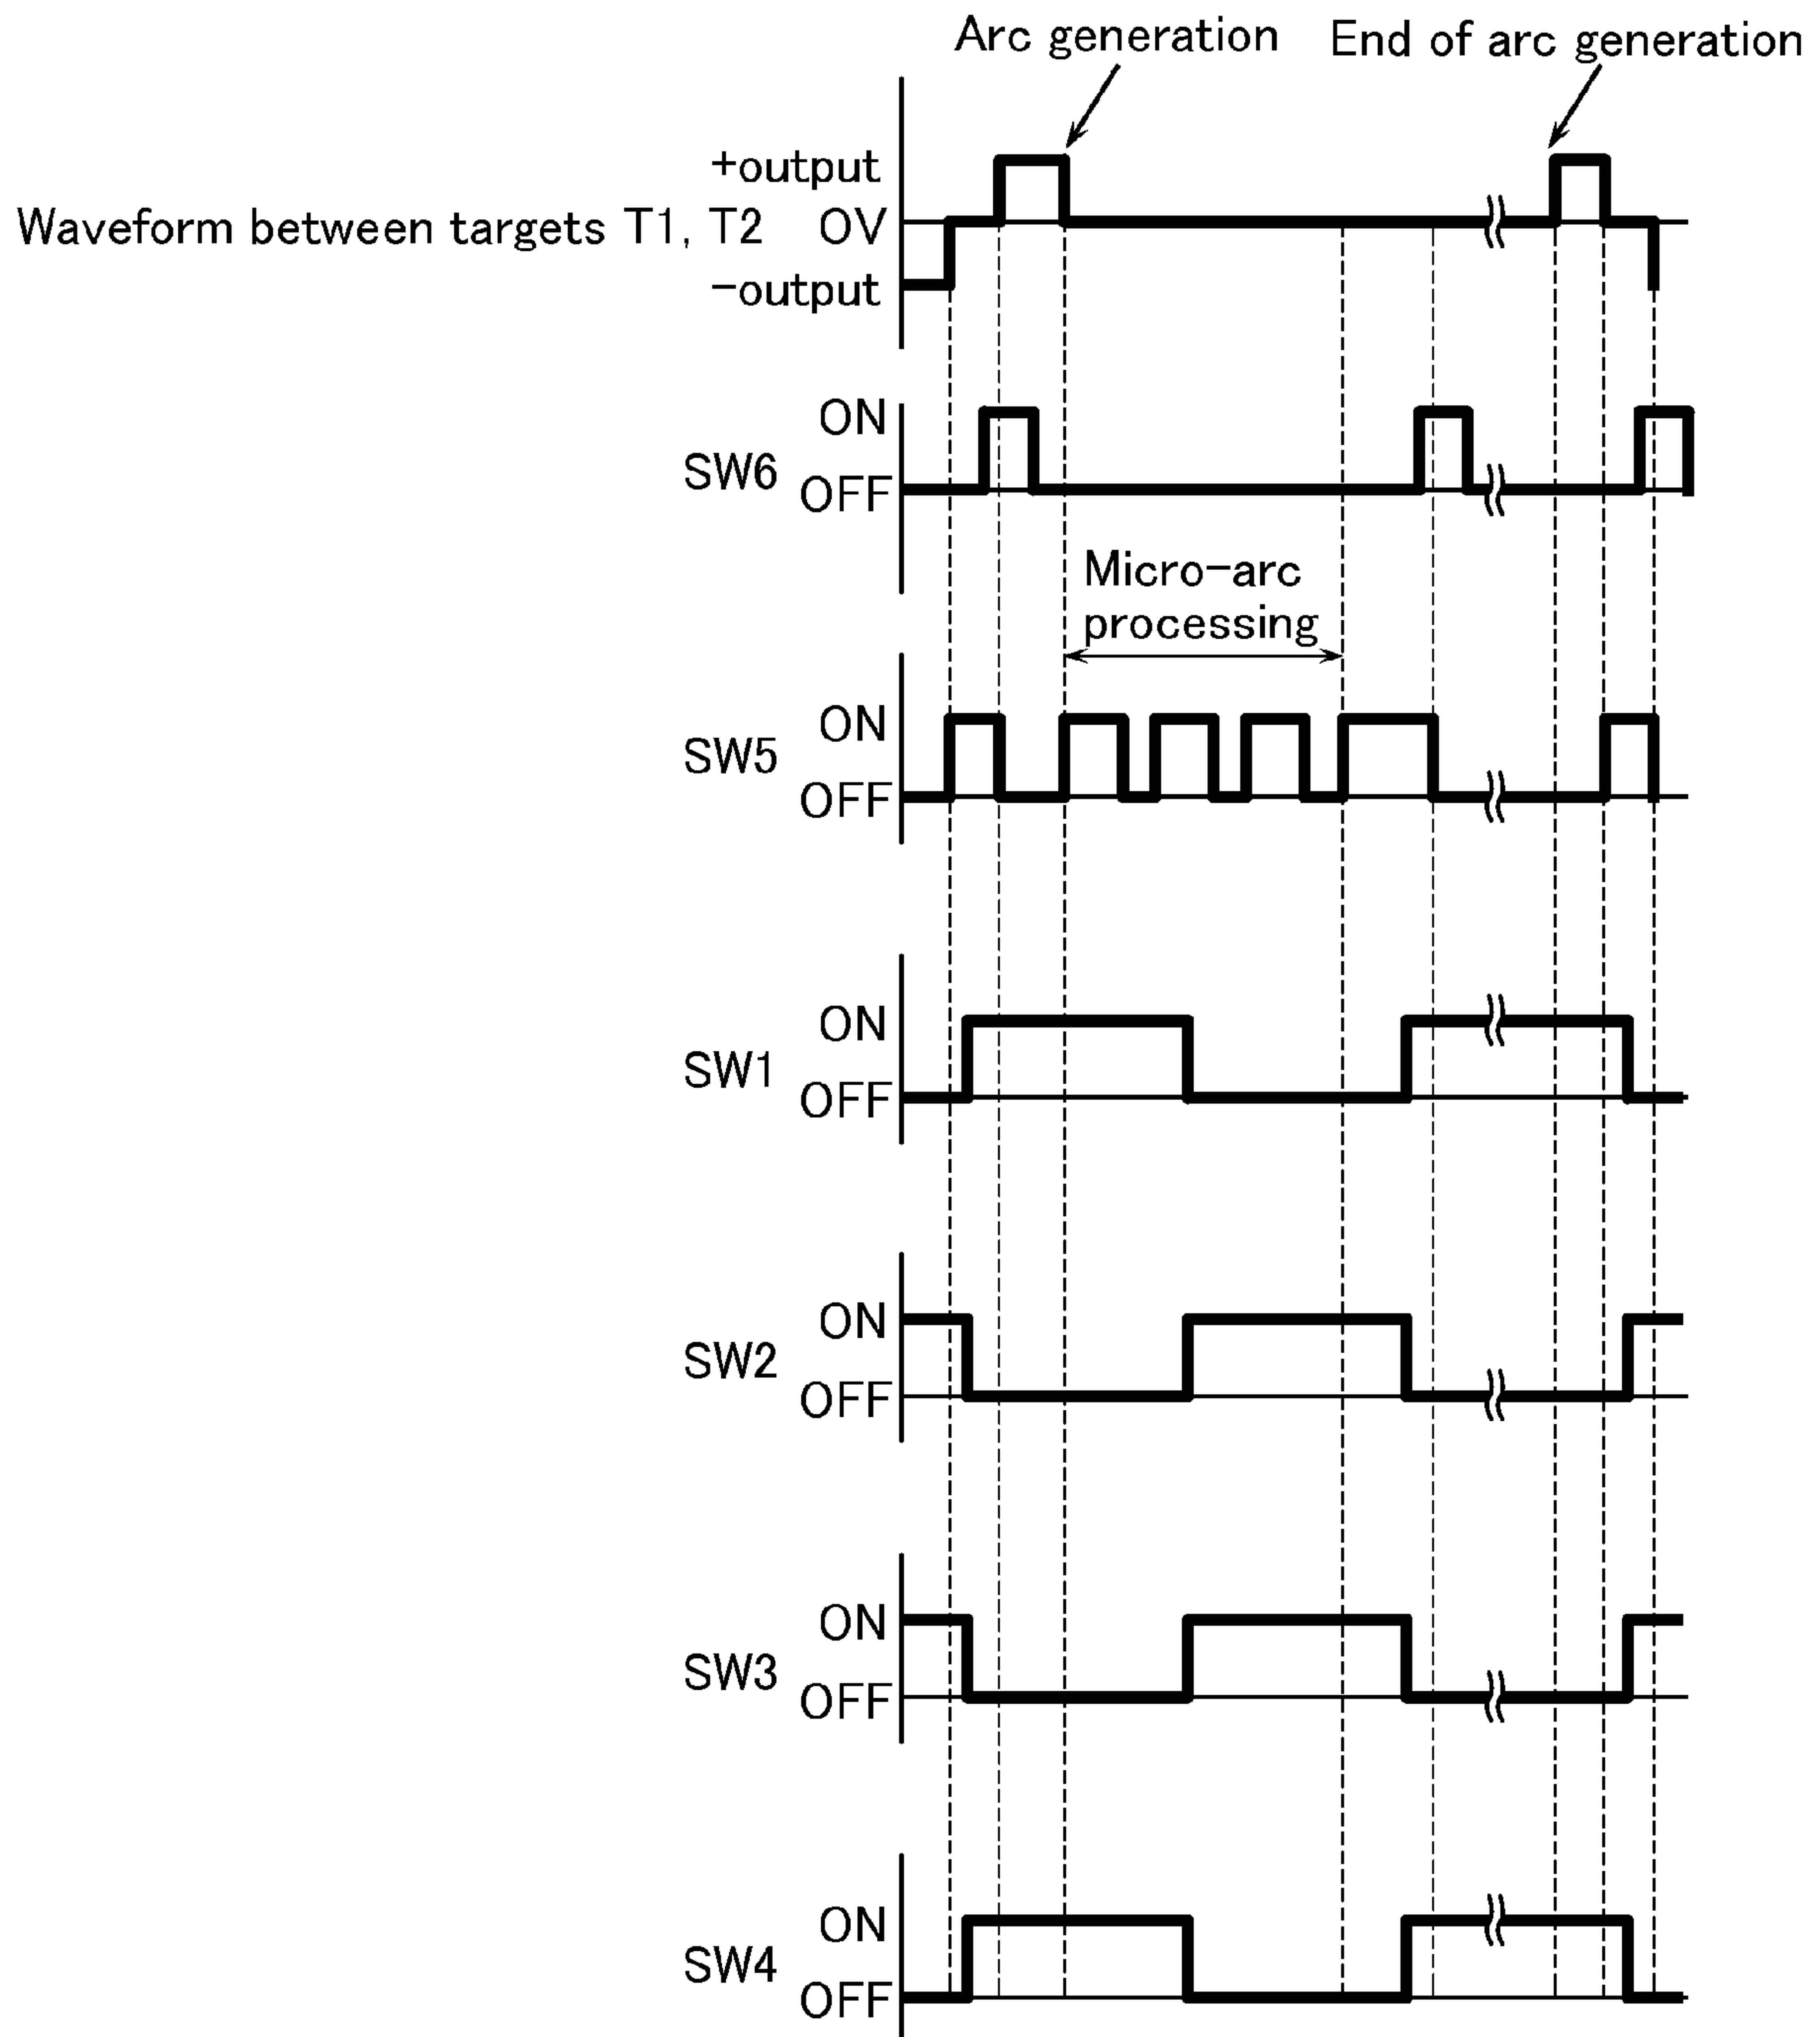 Arc generation
End of arc generation
+output
Waveform between targets T1, T2
OV
-output
ON
SW6
OFF
Micro-arc
processing
ON
SW5
OFF
ON
SW1
OFF
ON
SW2
OFF
ON
SW3
OFF
ON
SW4
OFF